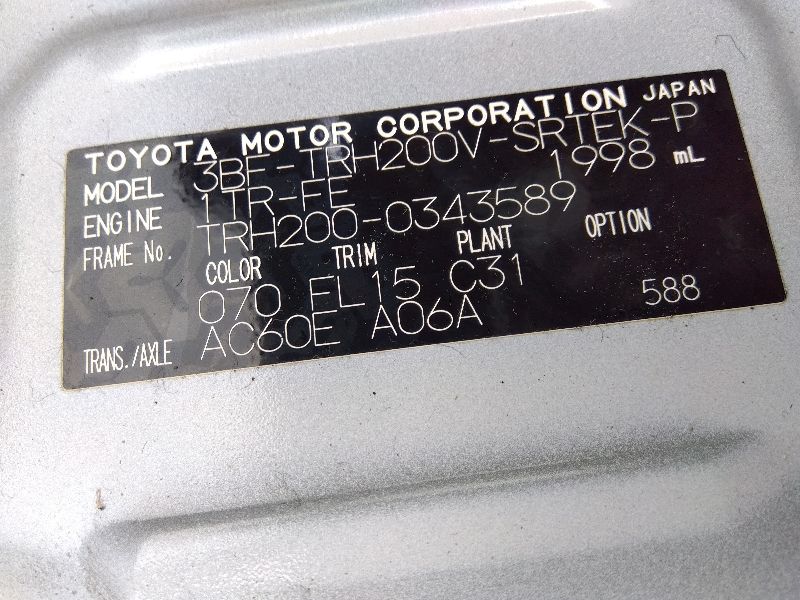 TOYOTA MOTOR CORPORATION JAPAN
MODEL 3BF-TRH200V-SRTEK-P
ENGINE 1TR-FE 1998 mL
FRAME No. TRH200-0343589
COLOR TRIM PLANT OPTION
070 FL15 C31
TRANS./AXLE AC60E A06A 588